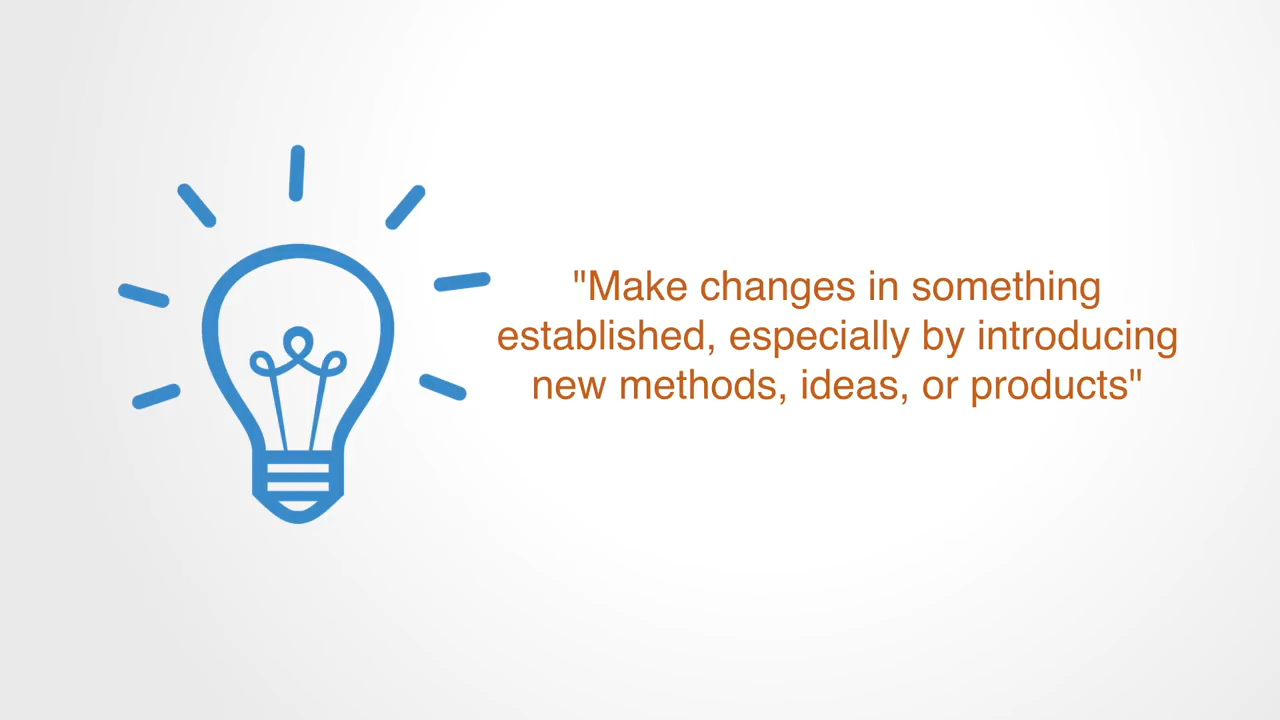 "Make changes in something
established, especially by introducing
new methods, ideas, or products"